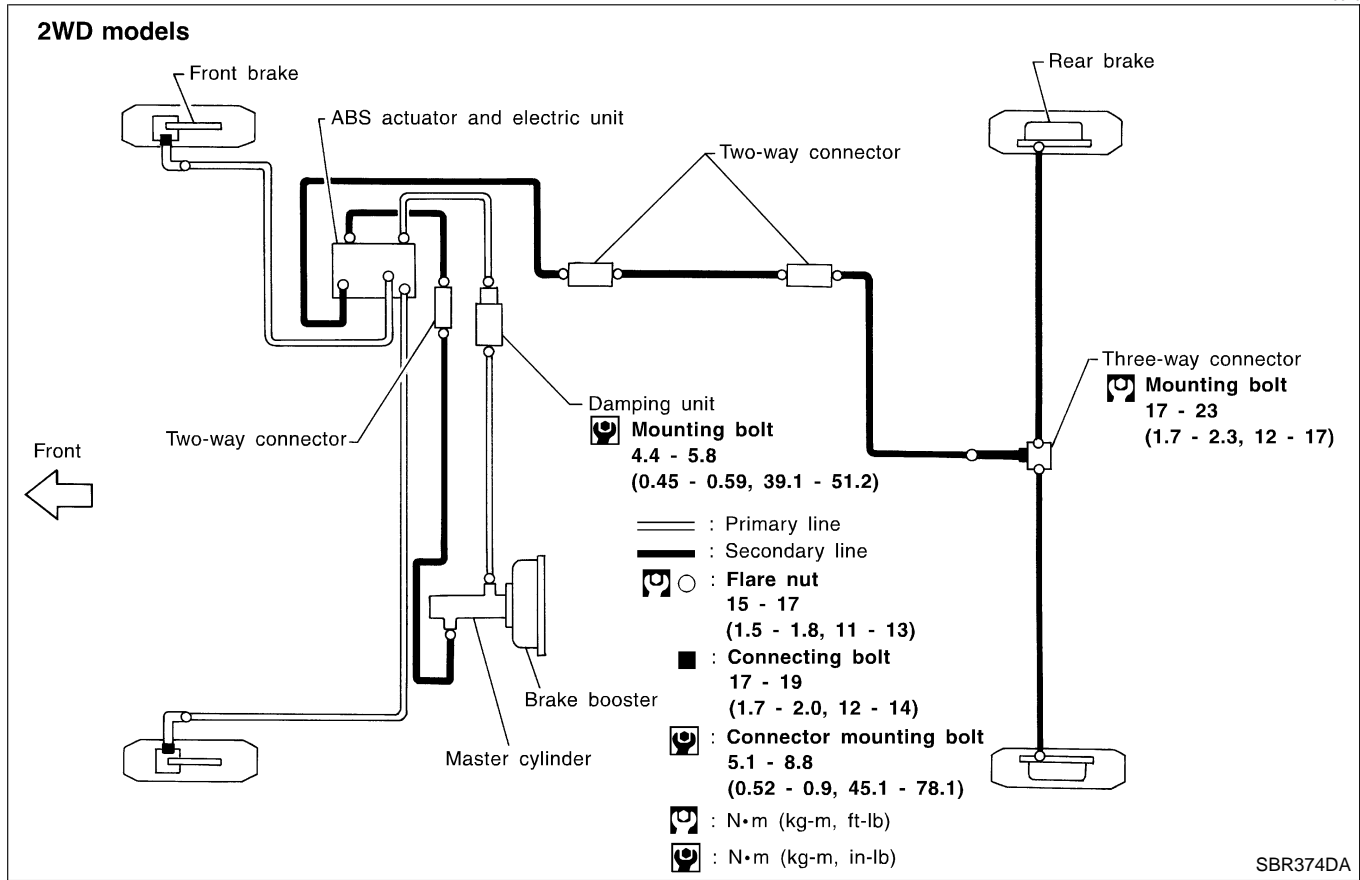 2WD models
Front brake
Rear brake
ABS actuator and electric unit
Two-way connector
Three-way connector
Mounting bolt
17 - 23
(1.7 - 2.3, 12 - 17)
Damping unit
Mounting bolt
4.4 - 5.8
(0.45 - 0.59, 39.1 - 51.2)
Two-way connector
Front
: Primary line
: Secondary line
: Flare nut
15 - 17
(1.5 - 1.8, 11 - 13)
: Connecting bolt
17 - 19
(1.7 - 2.0, 12 - 14)
: Connector mounting bolt
5.1 - 8.8
(0.52 - 0.9, 45.1 - 78.1)
: N•m (kg-m, ft-lb)
: N•m (kg-m, in-lb)
Brake booster
Master cylinder
SBR374DA